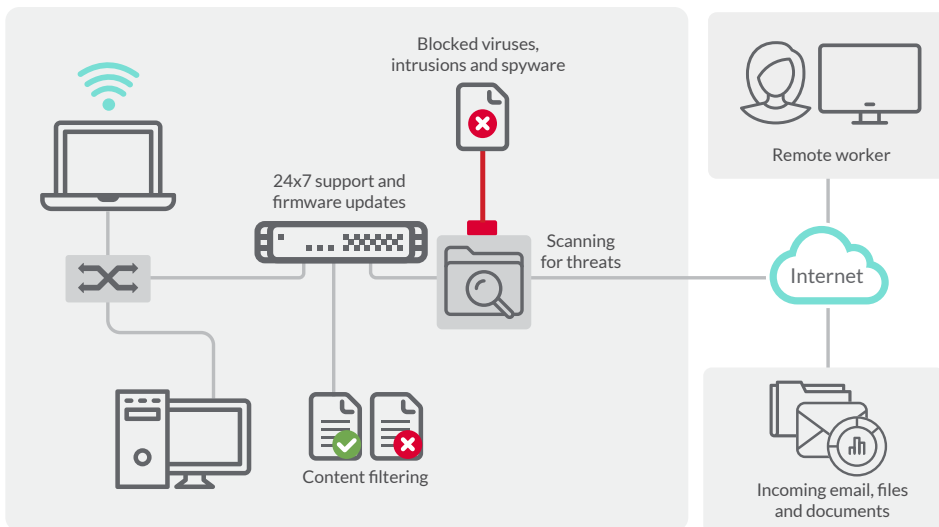 Blocked viruses,
intrusions and spyware
24x7 support and
firmware updates
Scanning
for threats
Content filtering
Remote worker
Internet
Incoming email, files
and documents